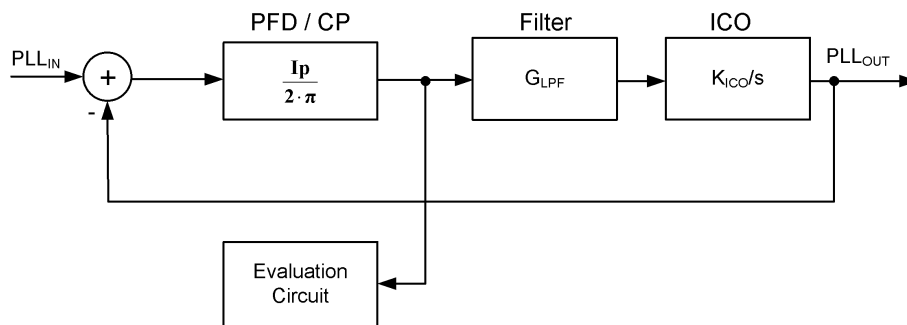 PFD / CP
Filter
ICO
PLL_IN
+
-
Ip
2 · π
G_LPF
K_ICO/s
PLL_OUT
Evaluation
Circuit